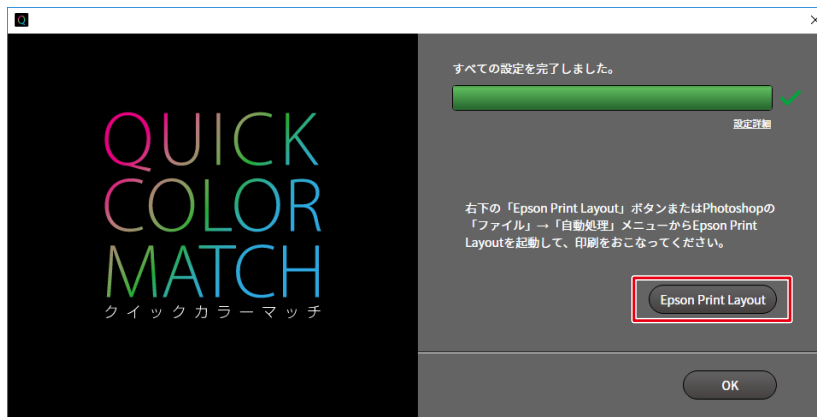 Q
QUICK
COLOR
MATCH
クイックカラーマッチ
すべての設定を完了しました。
設定詳細
右下の「Epson Print Layout」ボタンまたはPhotoshopの
「ファイル」→「自動処理」メニューからEpson Print
Layoutを起動して、印刷をおこなってください。
Epson Print Layout
OK